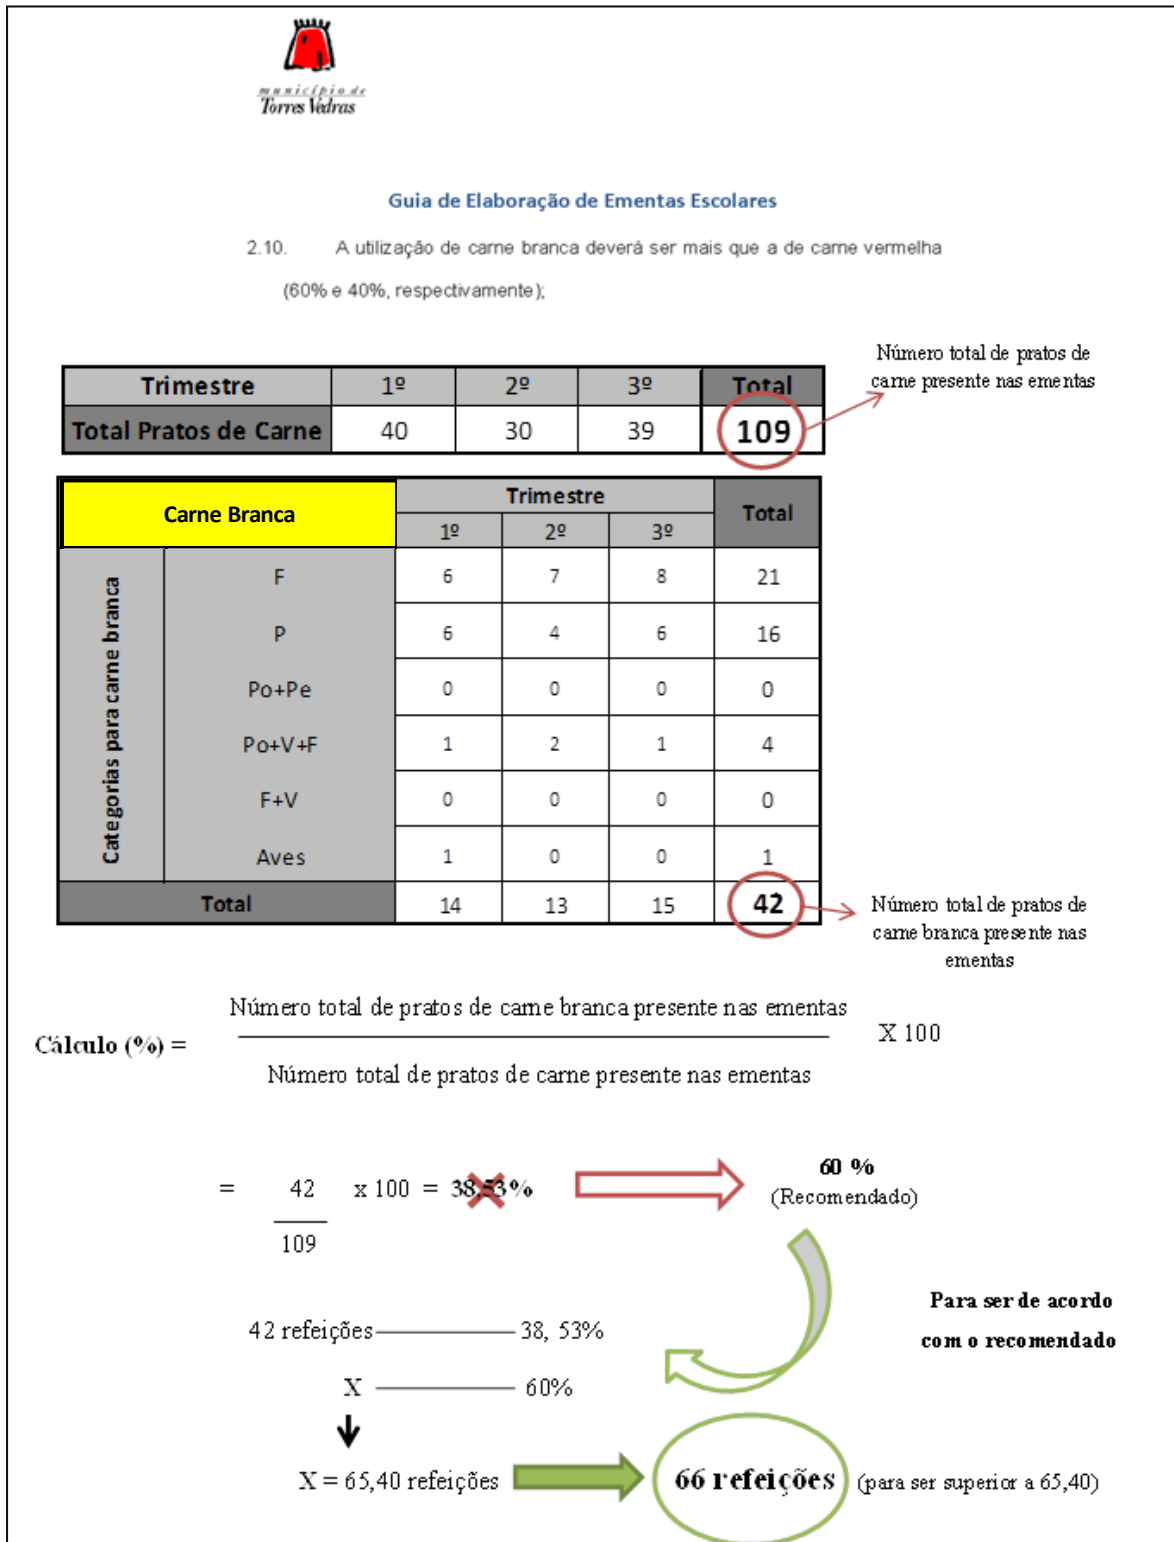 município de
Torres Vedras
Guia de Elaboração de Ementas Escolares
2.10. A utilização de carne branca deverá ser mais que a de carne vermelha
(60% e 40%, respectivamente);
Número total de pratos de
carne presente nas ementas
Trimestre 1º 2º 3º Total
Total Pratos de Carne 40 30 39 109
Carne Branca Trimestre Total
1º 2º 3º
Categorias para carne branca
F 6 7 8 21
P 6 4 6 16
Po+Pe 0 0 0 0
Po+V+F 1 2 1 4
F+V 0 0 0 0
Aves 1 0 0 1
Total 14 13 15 42
Número total de pratos de
carne branca presente nas
ementas
Número total de pratos de carne branca presente nas ementas
Cálculo (%) = X 100
Número total de pratos de carne presente nas ementas
= 42 x 100 = 38,53%
109
60 %
(Recomendado)
Para ser de acordo
com o recomendado
42 refeições 38, 53%
X 60%
X = 65,40 refeições 66 refeições (para ser superior a 65,40)